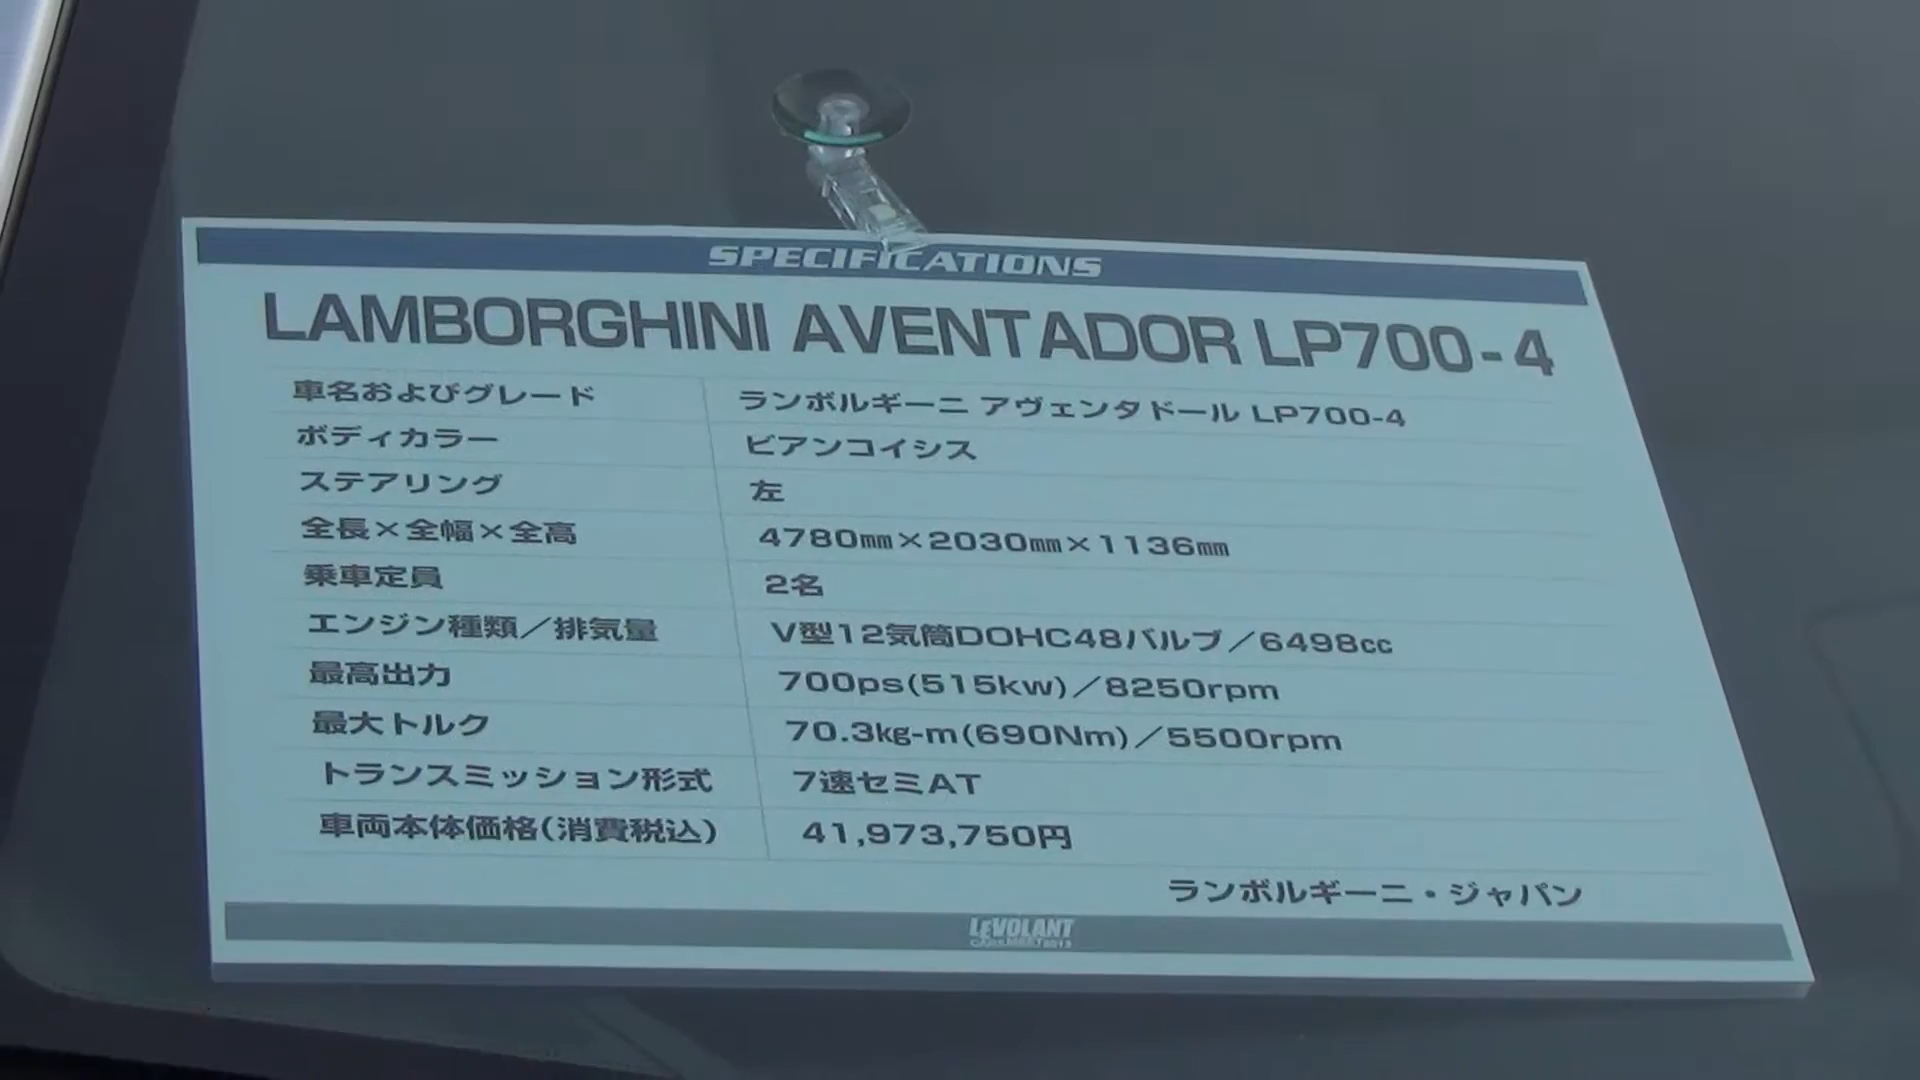 SPECIFICATIONS
LAMBORGHINI AVENTADOR LP700-4
車名およびグレード ランボルギーニ アヴェンタドール LP700-4
ボディカラー ビアンコイシス
ステアリング 左
全長×全幅×全高 4780㎜×2030㎜×1136㎜
乗車定員 2名
エンジン種類／排気量 V型12気筒DOHC48バルブ／6498cc
最高出力 700ps(515kw)／8250rpm
最大トルク 70.3kg-m(690Nm)／5500rpm
トランスミッション形式 7速セミAT
車両本体価格(消費税込) 41,973,750円
ランボルギーニ・ジャパン
LEVOLANT